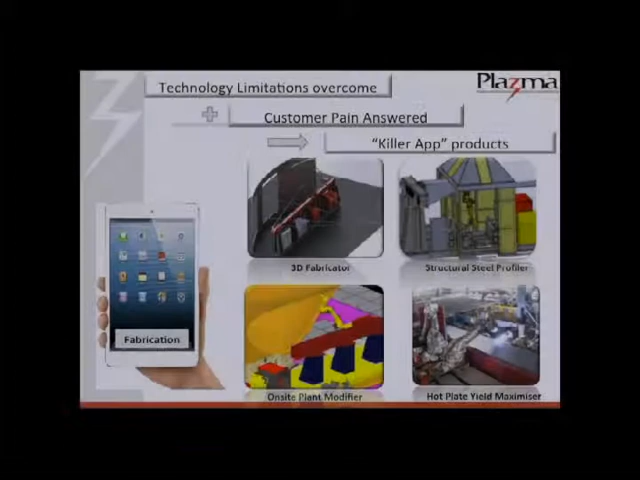 Technology Limitations overcome
Plazma
Customer Pain Answered
"Killer App" products
3D Fabricator
Structural Steel Profiler
Fabrication
Onsite Plant Modifier
Hot Plate Yield Maximiser